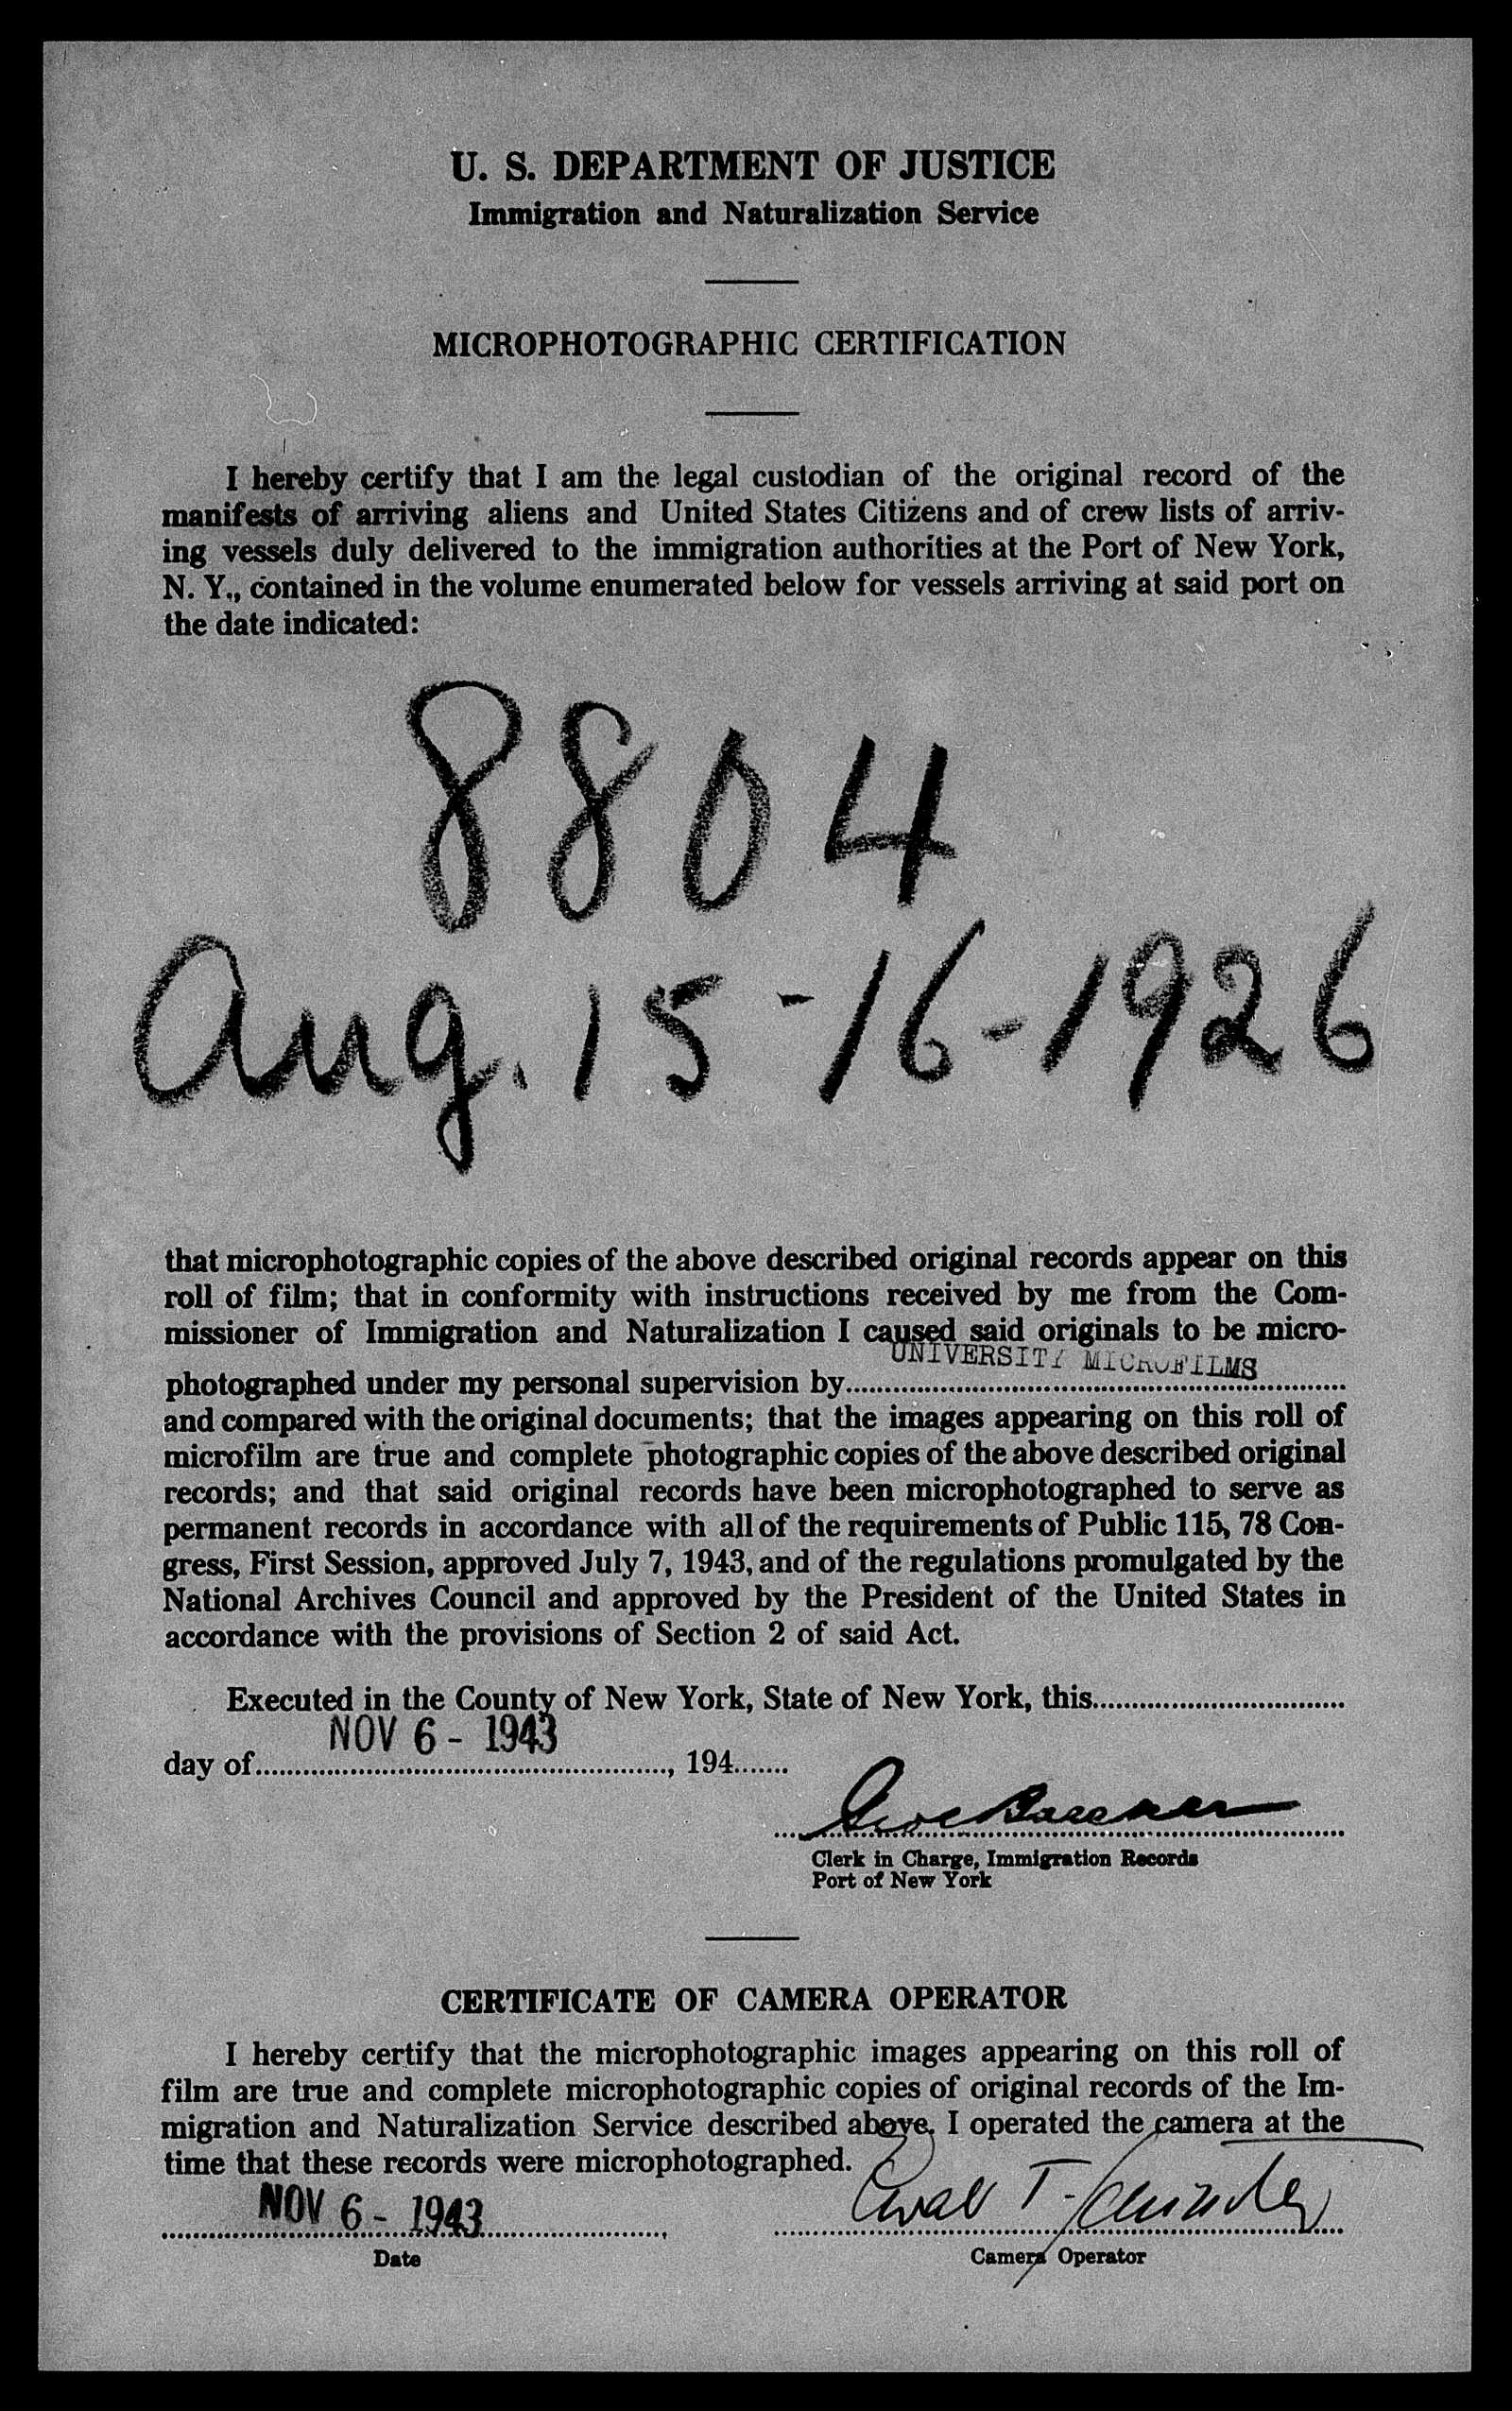 U. S. DEPARTMENT OF JUSTICE
Immigration and Naturalization Service
MICROPHOTOGRAPHIC CERTIFICATION
I hereby certify that I am the legal custodian of the original record of the
manifests of arriving aliens and United States Citizens and of crew lists of arriv-
ing vessels duly delivered to the immigration authorities at the Port of New York,
N. Y., contained in the volume enumerated below for vessels arriving at said port on
the date indicated:
8804
Aug. 15-16-1926
that microphotographic copies of the above described original records appear on this
roll of film; that in conformity with instructions received by me from the Com-
missioner of Immigration and Naturalization I caused said originals to be micro-
UNIVERSITY MICROFILMS
photographed under my personal supervision by
and compared with the original documents; that the images appearing on this roll of
microfilm are true and complete photographic copies of the above described original
records; and that said original records have been microphotographed to serve as
permanent records in accordance with all of the requirements of Public 115, 78 Con-
gress, First Session, approved July 7, 1943, and of the regulations promulgated by the
National Archives Council and approved by the President of the United States in
accordance with the provisions of Section 2 of said Act.
Executed in the County of New York, State of New York, this
NOV 6 - 1943
day of, 194
Clerk in Charge, Immigration Records
Port of New York
CERTIFICATE OF CAMERA OPERATOR
I hereby certify that the microphotographic images appearing on this roll of
film are true and complete microphotographic copies of original records of the Im-
migration and Naturalization Service described above. I operated the camera at the
time that these records were microphotographed.
NOV 6 - 1943
Date
Camera Operator